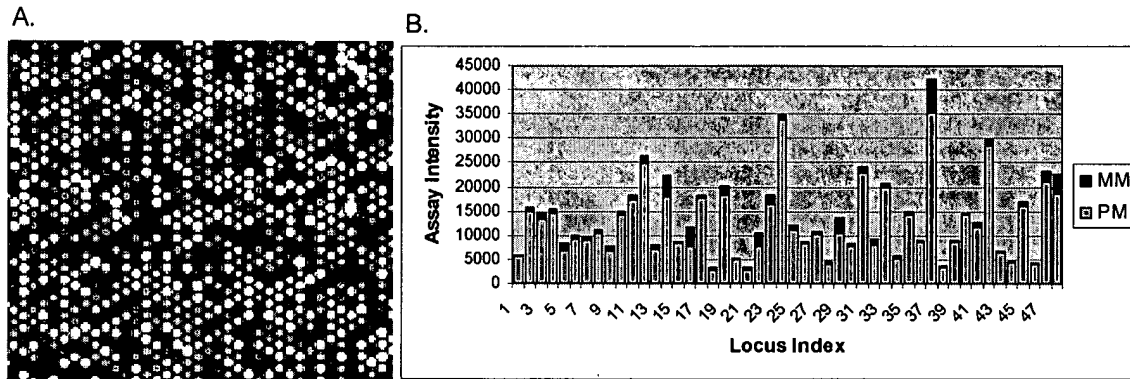 A.
B.
45000
40000
35000
30000
25000
20000
15000
10000
5000
0
Assay Intensity
1 3 5 7 9 11 13 15 17 19 21 23 25 27 29 31 33 35 37 39 41 43 45 47
Locus Index
MM
PM